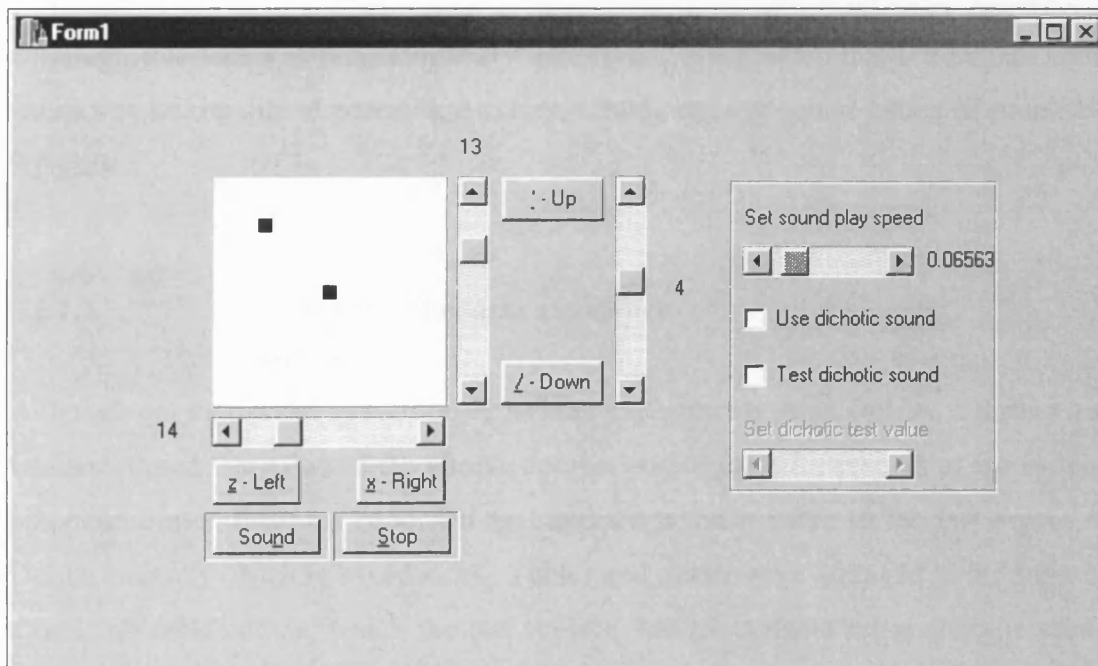 Form1
13
:- Up
Set sound play speed
0.06563
4
Use dichotic sound
/ - Down
Test dichotic sound
14
Set dichotic test value
z - Left
x - Right
Sound
Stop